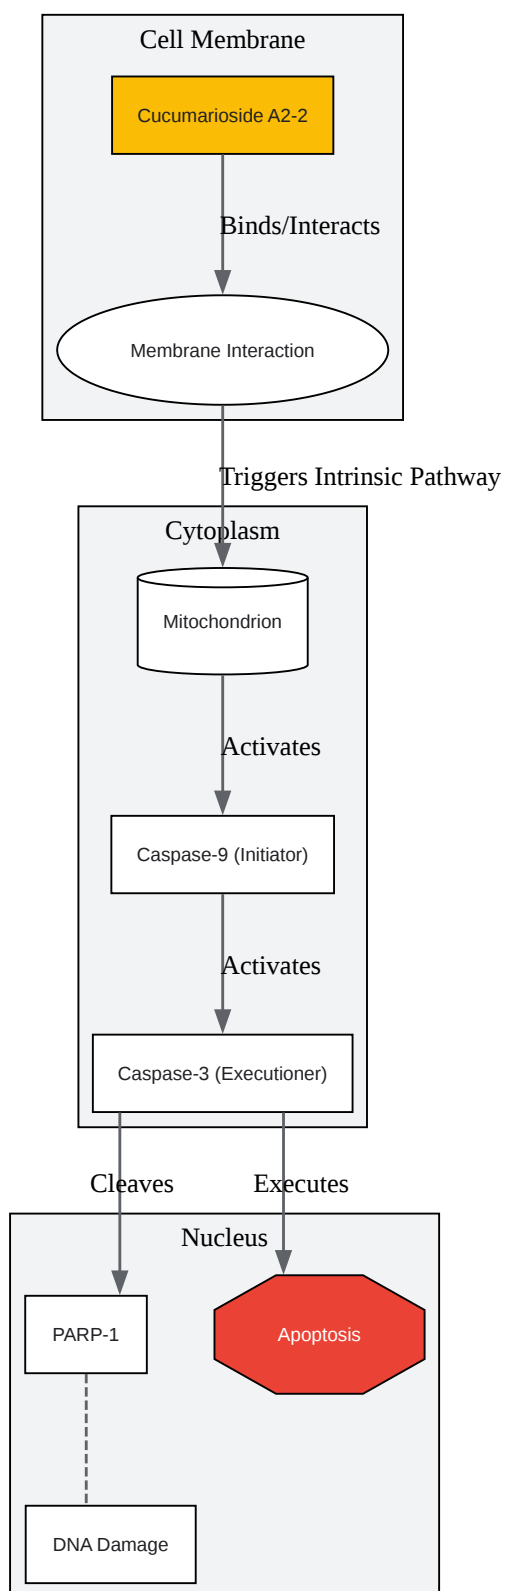 Cell Membrane
Cucumarioside A2-2
Binds/Interacts
Membrane Interaction
Triggers Intrinsic Pathway
Cytoplasm
Mitochondrion
Activates
Caspase-9 (Initiator)
Activates
Caspase-3 (Executioner)
Cleaves
Executes
Nucleus
PARP-1
Apoptosis
DNA Damage